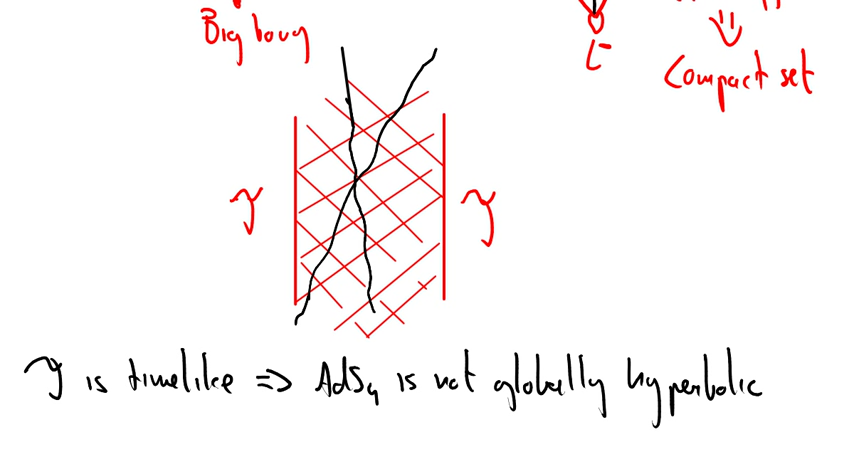 Big bang
i⁻
⇓
Compact set
ℐ ℐ
ℐ is timelike => AdS₄ is not globally hyperbolic